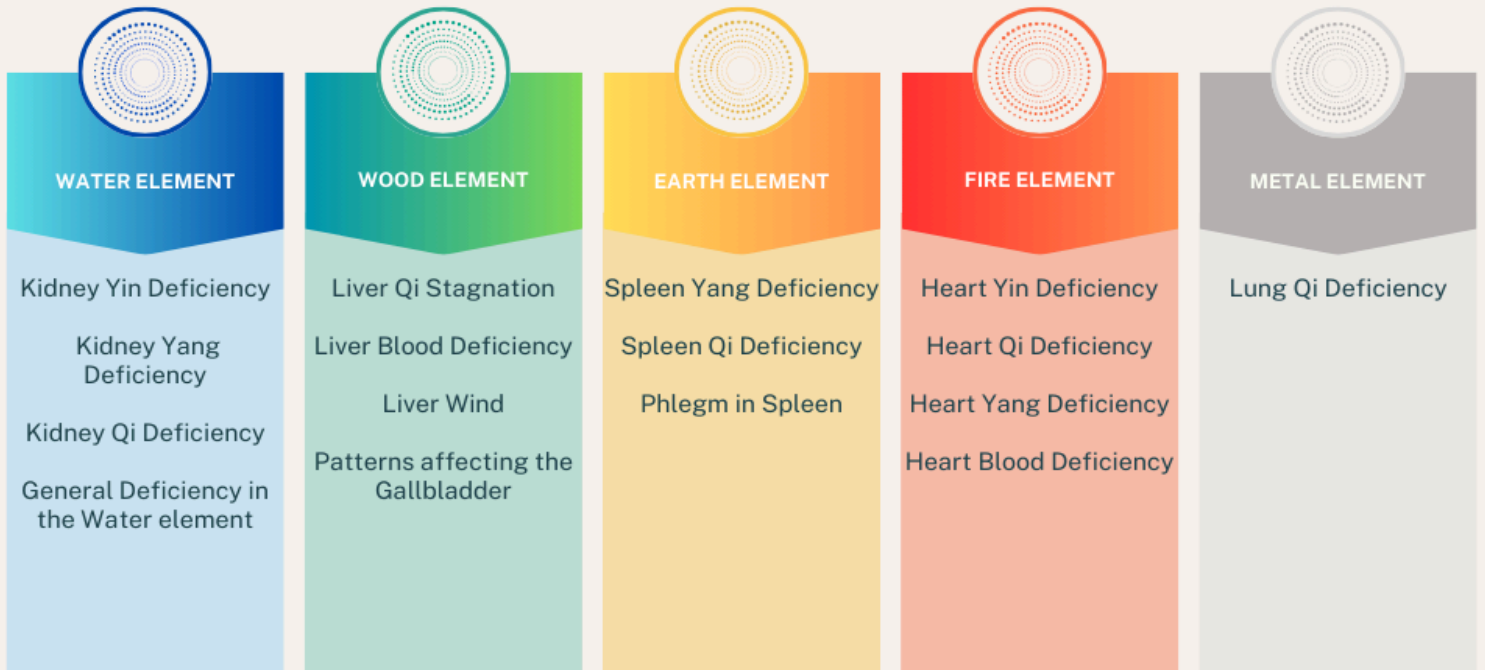 WATER ELEMENT
Kidney Yin Deficiency
Kidney Yang
Deficiency
Kidney Qi Deficiency
General Deficiency in
the Water element
WOOD ELEMENT
Liver Qi Stagnation
Liver Blood Deficiency
Liver Wind
Patterns affecting the
Gallbladder
EARTH ELEMENT
Spleen Yang Deficiency
Spleen Qi Deficiency
Phlegm in Spleen
FIRE ELEMENT
Heart Yin Deficiency
Heart Qi Deficiency
Heart Yang Deficiency
Heart Blood Deficiency
METAL ELEMENT
Lung Qi Deficiency